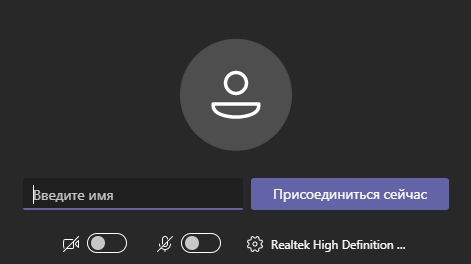 Введите имя
Присоединиться сейчас
Realtek High Definition ...